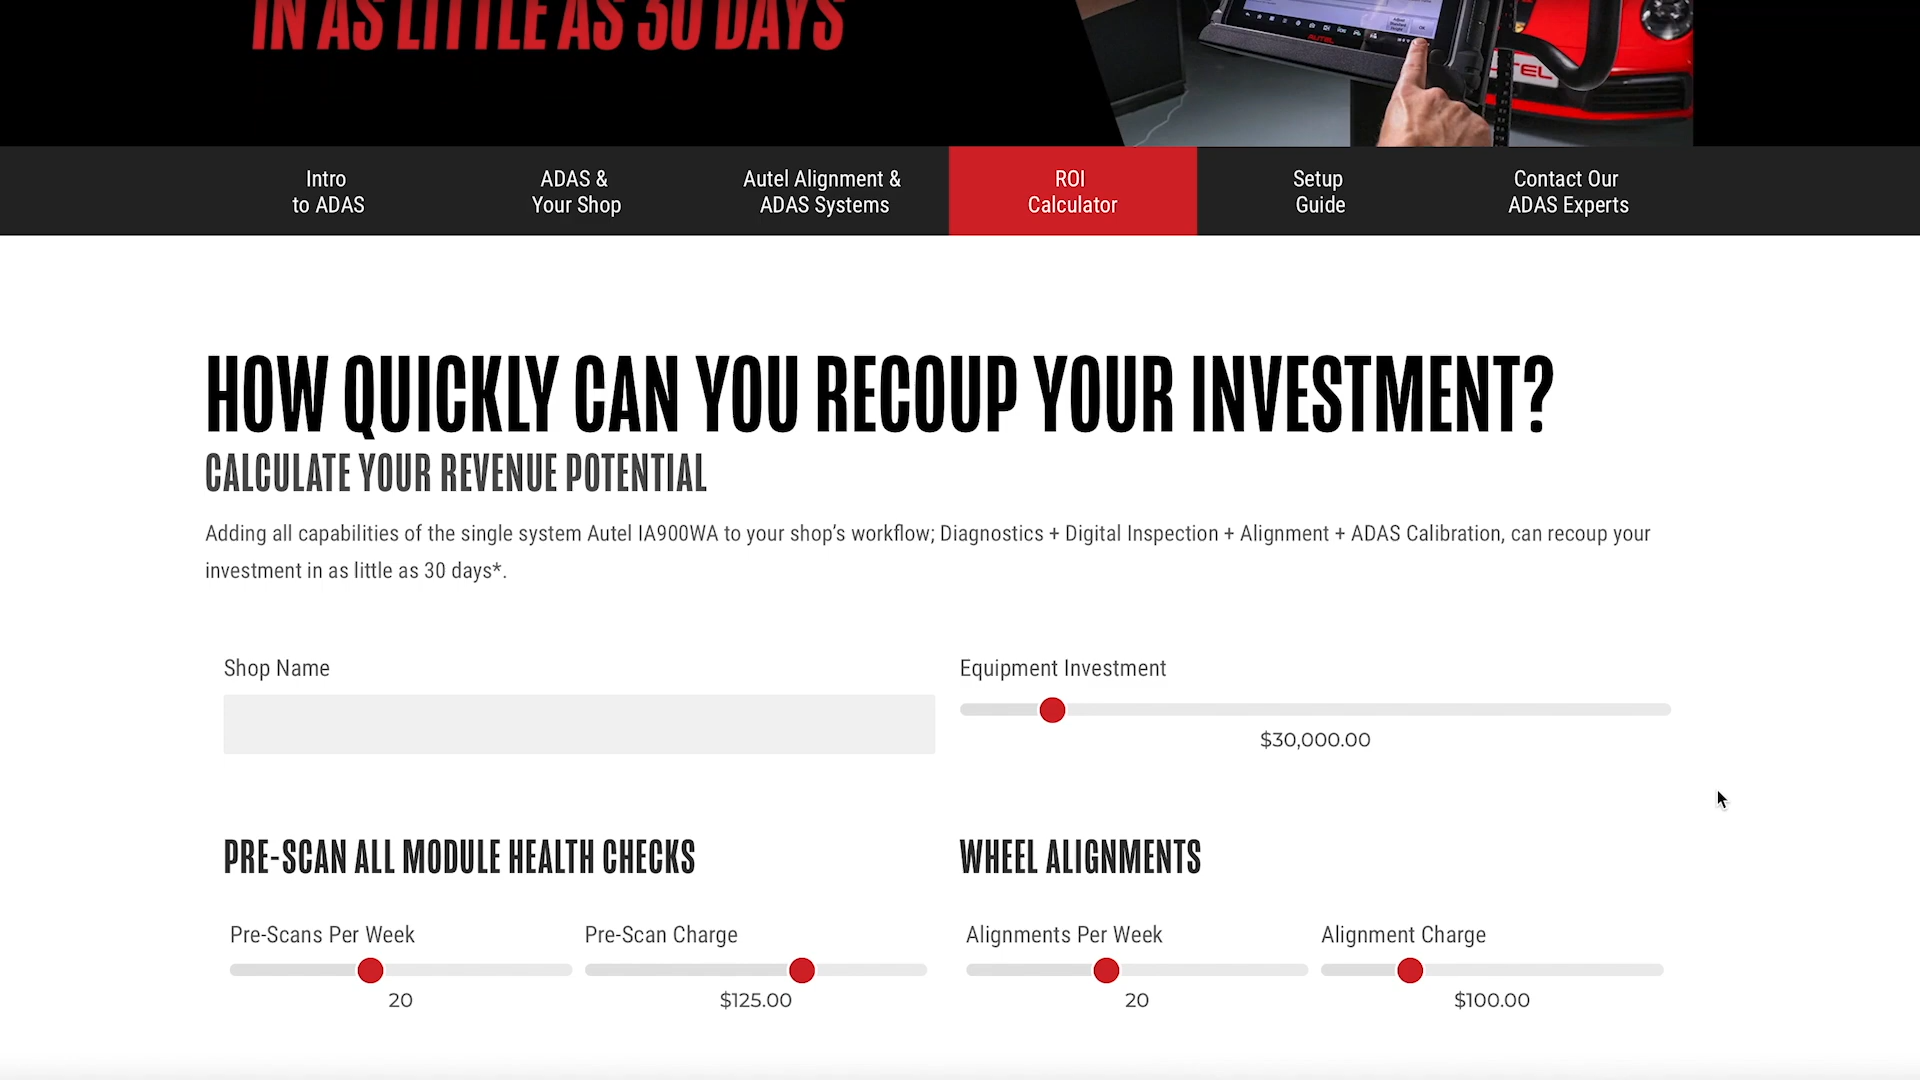 IN AS LITTLE AS 30 DAYS
AUTEL
TEL
Intro
to ADAS
ADAS &
Your Shop
Autel Alignment &
ADAS Systems
ROI
Calculator
Setup
Guide
Contact Our
ADAS Experts
HOW QUICKLY CAN YOU RECOUP YOUR INVESTMENT?
CALCULATE YOUR REVENUE POTENTIAL
Adding all capabilities of the single system Autel IA900WA to your shop’s workflow; Diagnostics + Digital Inspection + Alignment + ADAS Calibration, can recoup your
investment in as little as 30 days*.
Shop Name
Equipment Investment
$30,000.00
PRE-SCAN ALL MODULE HEALTH CHECKS
WHEEL ALIGNMENTS
Pre-Scans Per Week
Pre-Scan Charge
Alignments Per Week
Alignment Charge
20
$125.00
20
$100.00